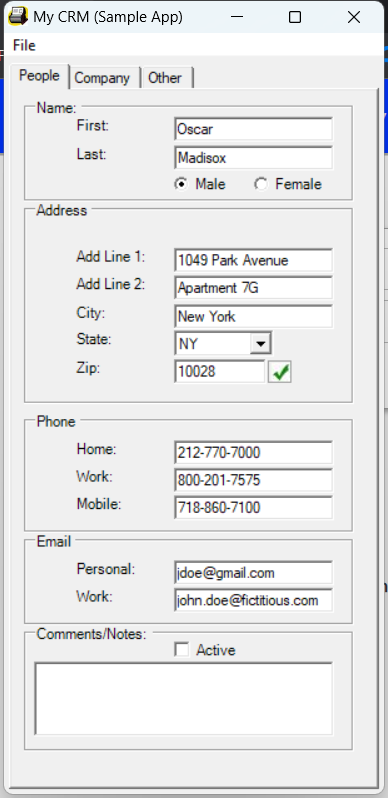 My CRM (Sample App)
File
People Company Other
Name:
First: Oscar
Last: Madisox
Male Female
Address
Add Line 1: 1049 Park Avenue
Add Line 2: Apartment 7G
City: New York
State: NY
Zip: 10028
Phone
Home: 212-770-7000
Work: 800-201-7575
Mobile: 718-860-7100
Email
Personal: jdoe@gmail.com
Work: john.doe@fictitious.com
Comments/Notes:
Active